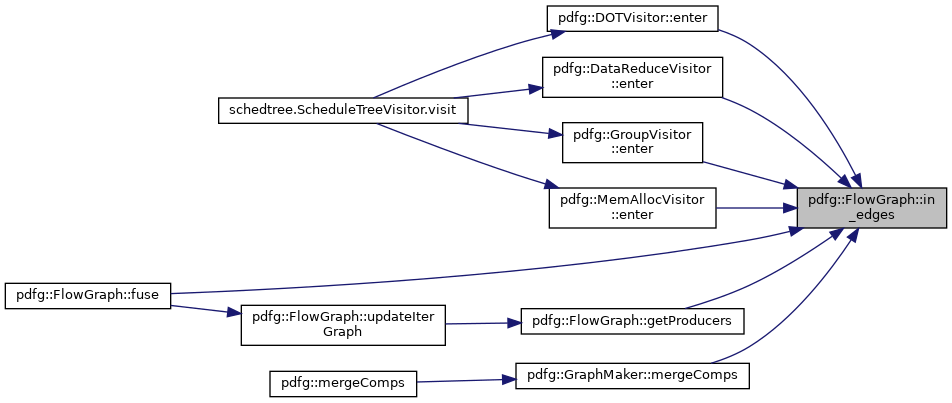 pdfg::DOTVisitor::enter
pdfg::DataReduceVisitor
::enter
schedtree.ScheduleTreeVisitor.visit
pdfg::GroupVisitor
::enter
pdfg::MemAllocVisitor
::enter
pdfg::FlowGraph::in
_edges
pdfg::FlowGraph::fuse
pdfg::FlowGraph::updateIter
Graph
pdfg::FlowGraph::getProducers
pdfg::mergeComps
pdfg::GraphMaker::mergeComps